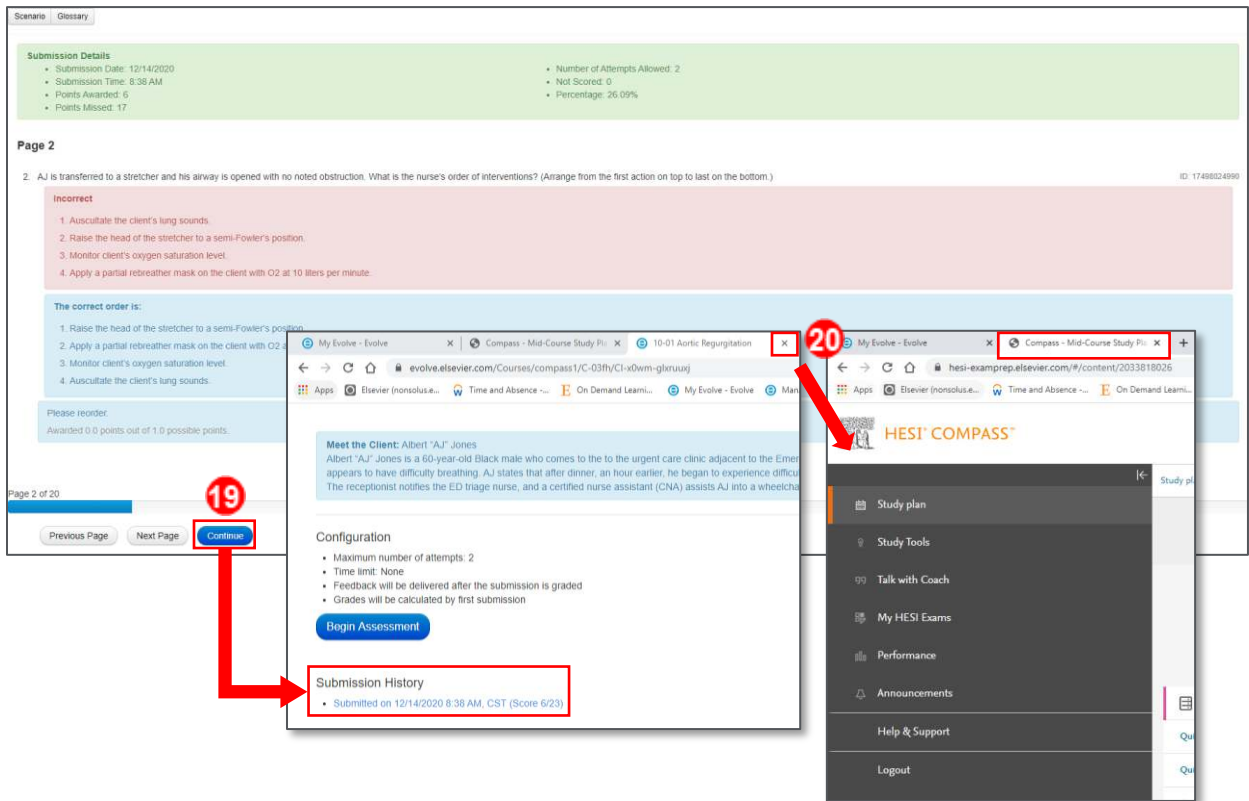 Scenario Glossary
Submission Details
• Submission Date: 12/14/2020
• Submission Time: 8:38 AM
• Points Awarded: 6
• Points Missed: 17
• Number of Attempts Allowed: 2
• Not Scored: 0
• Percentage: 26.09%
Page 2
2. AJ is transferred to a stretcher and his airway is opened with no noted obstruction. What is the nurse's order of interventions? (Arrange from the first action on top to last on the bottom.)
ID: 17498024990
Incorrect
1. Auscultate the client's lung sounds.
2. Raise the head of the stretcher to a semi-Fowler's position.
3. Monitor client's oxygen saturation level.
4. Apply a partial rebreather mask on the client with O2 at 10 liters per minute.
The correct order is:
1. Raise the head of the stretcher to a semi-Fowler's position.
2. Apply a partial rebreather mask on the client with O2 a
3. Monitor client's oxygen saturation level.
4. Auscultate the client's lung sounds.
Please reorder.
Awarded 0.0 points out of 1.0 possible points.
Page 2 of 20
19
Previous Page Next Page Continue
My Evolve - Evolve Compass - Mid-Course Study Pl 10-01 Aortic Regurgitation
evolve.elsevier.com/Courses/compass1/C-03fh/CI-x0wm-glxruuxj
Apps Elsevier (nonsolus.e... Time and Absence -... On Demand Learni... My Evolve - Evolve Man
Meet the Client: Albert "AJ" Jones
Albert "AJ" Jones is a 60-year-old Black male who comes to the to the urgent care clinic adjacent to the Emer
appears to have difficulty breathing. AJ states that after dinner, an hour earlier, he began to experience difficul
The receptionist notifies the ED triage nurse, and a certified nurse assistant (CNA) assists AJ into a wheelcha
Configuration
• Maximum number of attempts: 2
• Time limit: None
• Feedback will be delivered after the submission is graded
• Grades will be calculated by first submission
Begin Assessment
Submission History
• Submitted on 12/14/2020 8:38 AM, CST (Score 6/23)
20
My Evolve - Evolve Compass - Mid-Course Study Pl
hesi-examprep.elsevier.com/#/content/2033818026
Apps Elsevier (nonsolus.e... Time and Absence -... On Demand Learni...
HESI® COMPASS™
Study pl
Study plan
Study Tools
Talk with Coach
My HESI Exams
Performance
Announcements
Help & Support
Qui
Logout
Qui